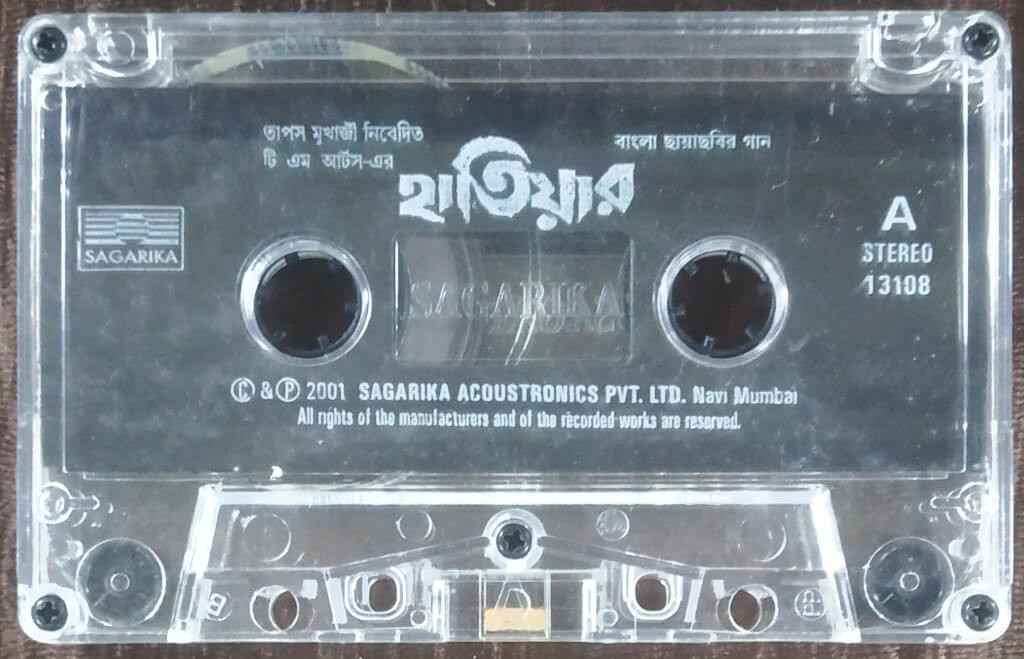 তাপস মুখার্জী নিবেদিত
টি এম আর্টস-এর
বাংলা ছায়াছবির গান
হাতিয়ার
SAGARIKA
A
STEREO
13108
SAGARIKA
Ⓒ & Ⓟ 2001 SAGARIKA ACOUSTRONICS PVT. LTD. Navi Mumbai
All rights of the manufacturers and of the recorded works are reserved.